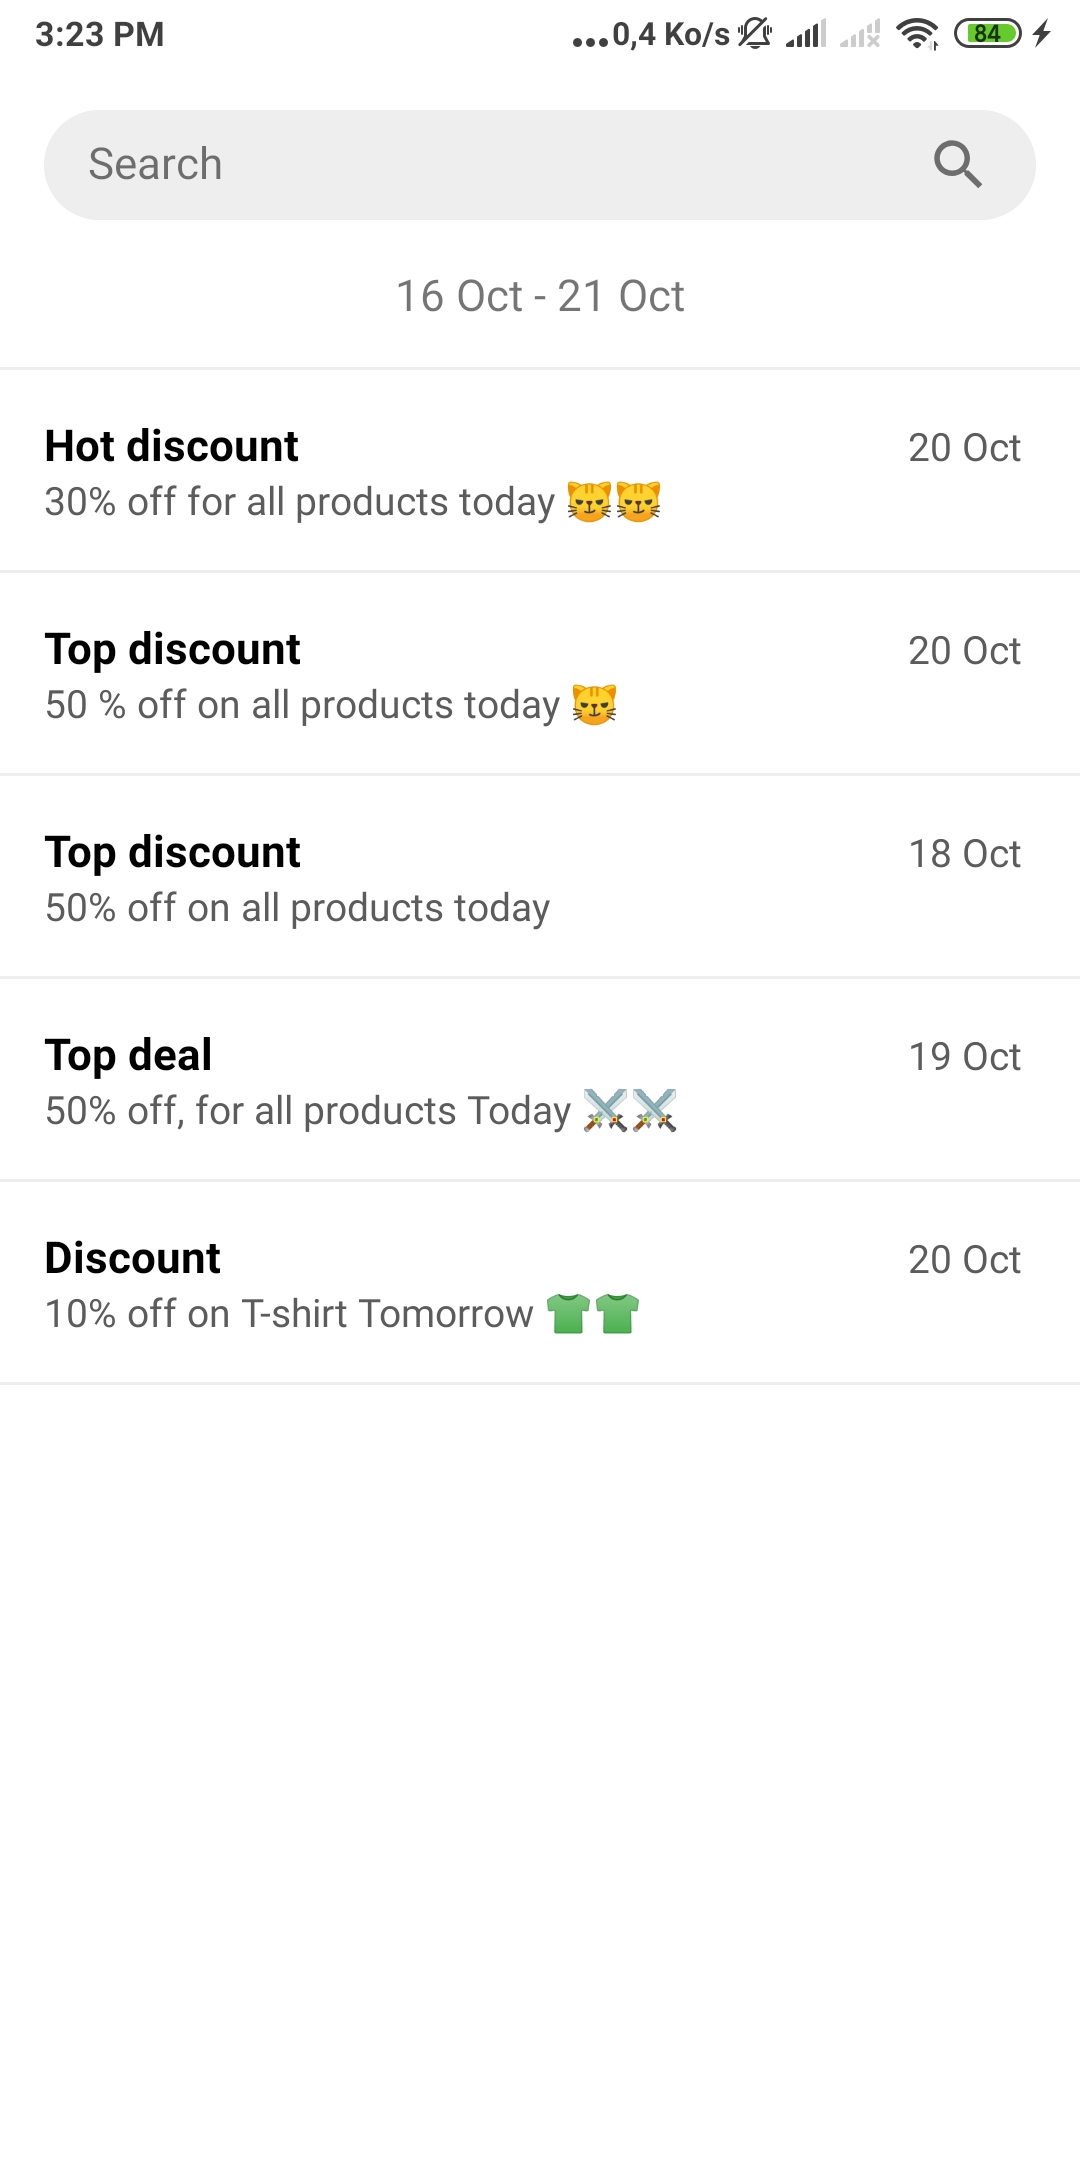 3:23 PM ...0,4 Ko/s 84
Search
16 Oct - 21 Oct
Hot discount 20 Oct
30% off for all products today 😼😼
Top discount 20 Oct
50 % off on all products today 😼
Top discount 18 Oct
50% off on all products today
Top deal 19 Oct
50% off, for all products Today ⚔️⚔️
Discount 20 Oct
10% off on T-shirt Tomorrow 👕👕